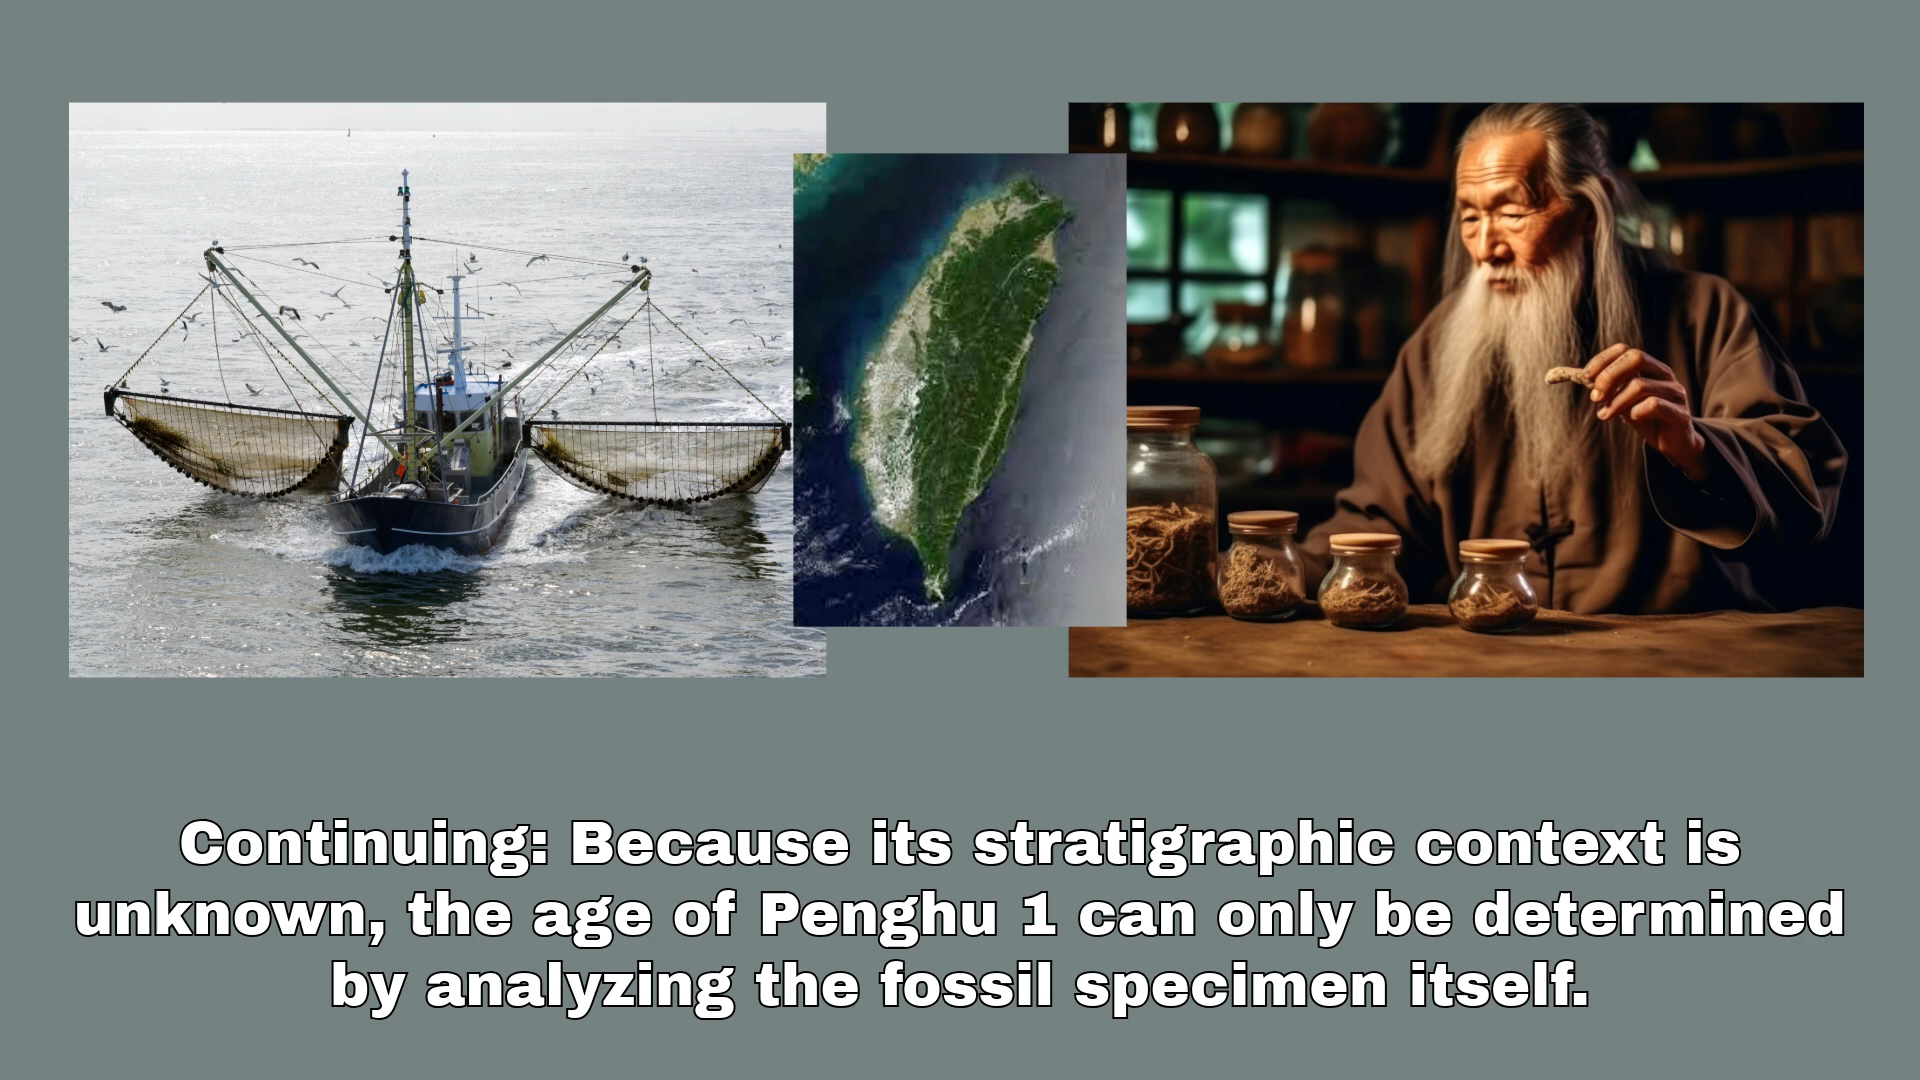 Continuing: Because its stratigraphic context is
unknown, the age of Penghu 1 can only be determined
by analyzing the fossil specimen itself.